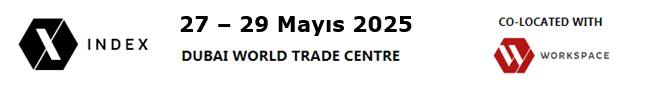 INDEX
27 – 29 Mayıs 2025
DUBAI WORLD TRADE CENTRE
CO-LOCATED WITH
WORKSPACE